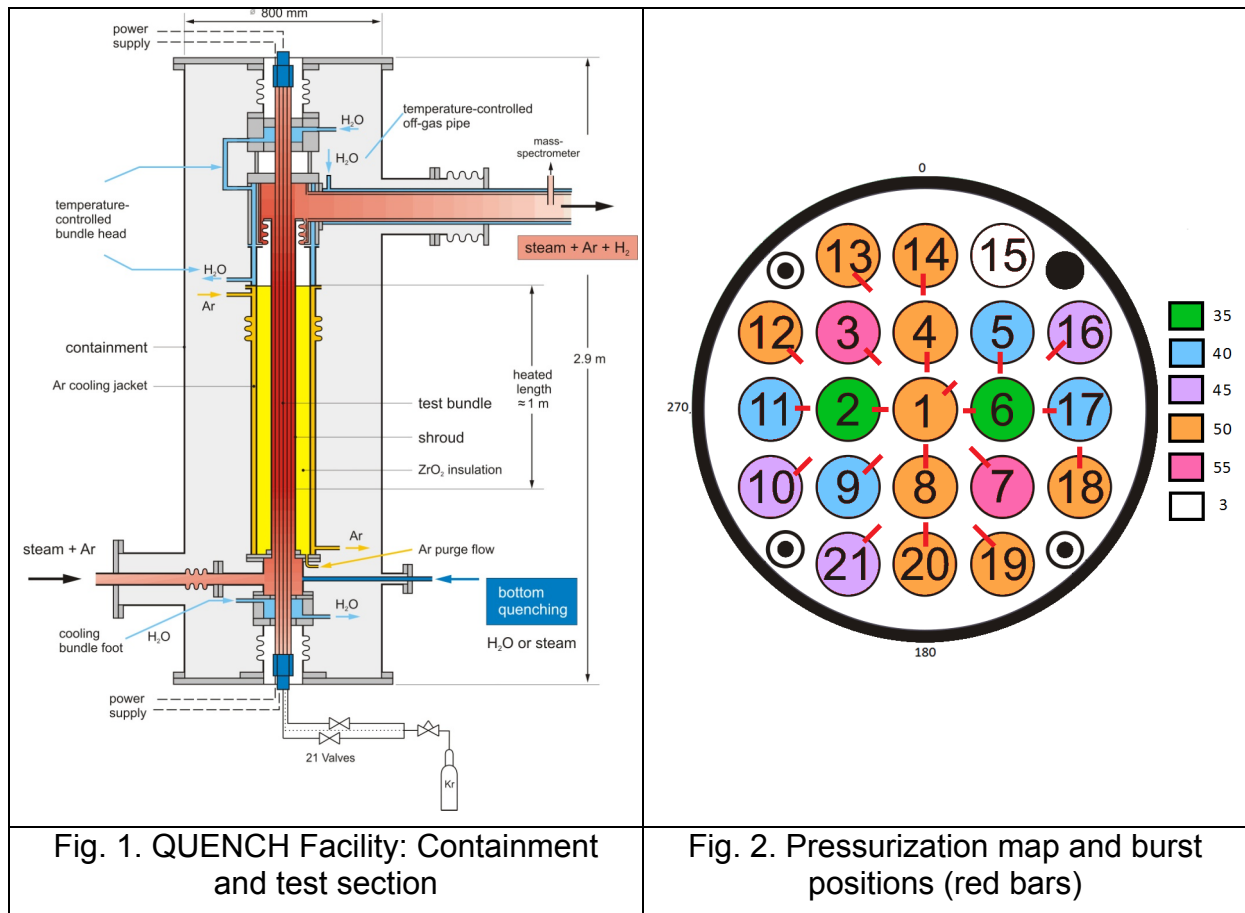 ø 800 mm
power
supply
H₂O
temperature-controlled
off-gas pipe
mass-
spectrometer
H₂O
temperature-
controlled
bundle head
steam + Ar + H₂
H₂O
Ar
containment
2.9 m
Ar cooling jacket
heated
length
≈ 1 m
test bundle
shroud
ZrO₂ insulation
steam + Ar
Ar
Ar purge flow
bottom
quenching
H₂O
cooling
bundle foot
H₂O
H₂O or steam
power
supply
21 Valves
Kr
Fig. 1. QUENCH Facility: Containment
and test section
0
13 14 15
12 3 4 5 16
270 11 2 1 6 17
10 9 8 7 18
21 20 19
180
35
40
45
50
55
3
Fig. 2. Pressurization map and burst
positions (red bars)